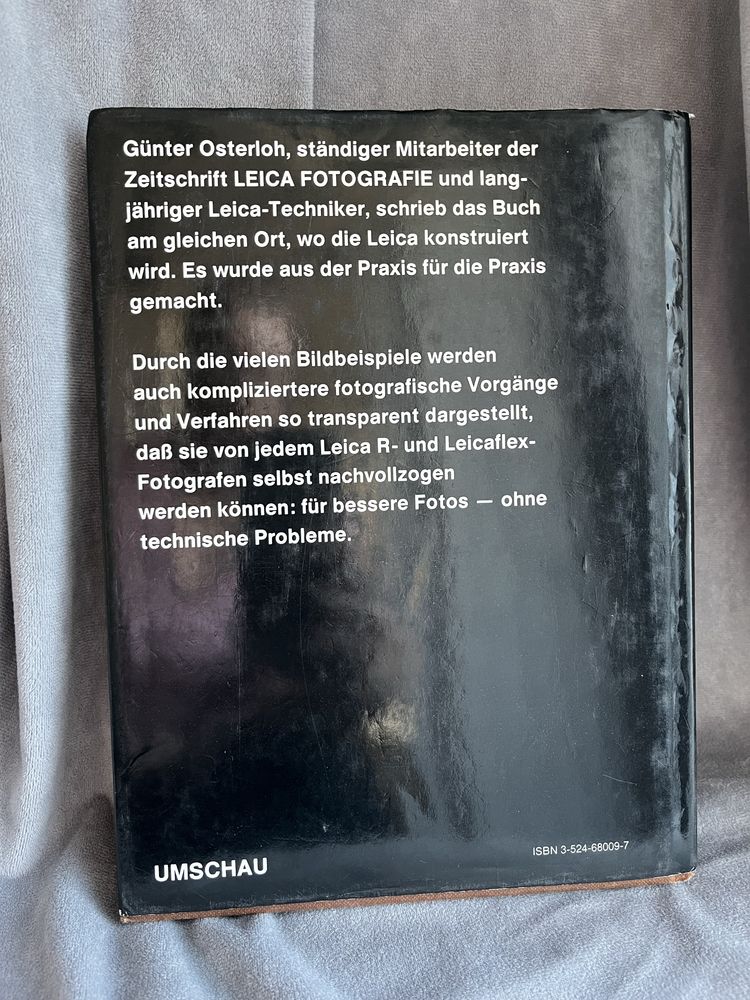 Günter Osterloh, ständiger Mitarbeiter der
Zeitschrift LEICA FOTOGRAFIE und lang-
jähriger Leica-Techniker, schrieb das Buch
am gleichen Ort, wo die Leica konstruiert
wird. Es wurde aus der Praxis für die Praxis
gemacht.
Durch die vielen Bildbeispiele werden
auch kompliziertere fotografische Vorgänge
und Verfahren so transparent dargestellt,
daß sie von jedem Leica R- und Leicaflex-
Fotografen selbst nachvollzogen
werden können: für bessere Fotos — ohne
technische Probleme.
UMSCHAU
ISBN 3-524-68009-7